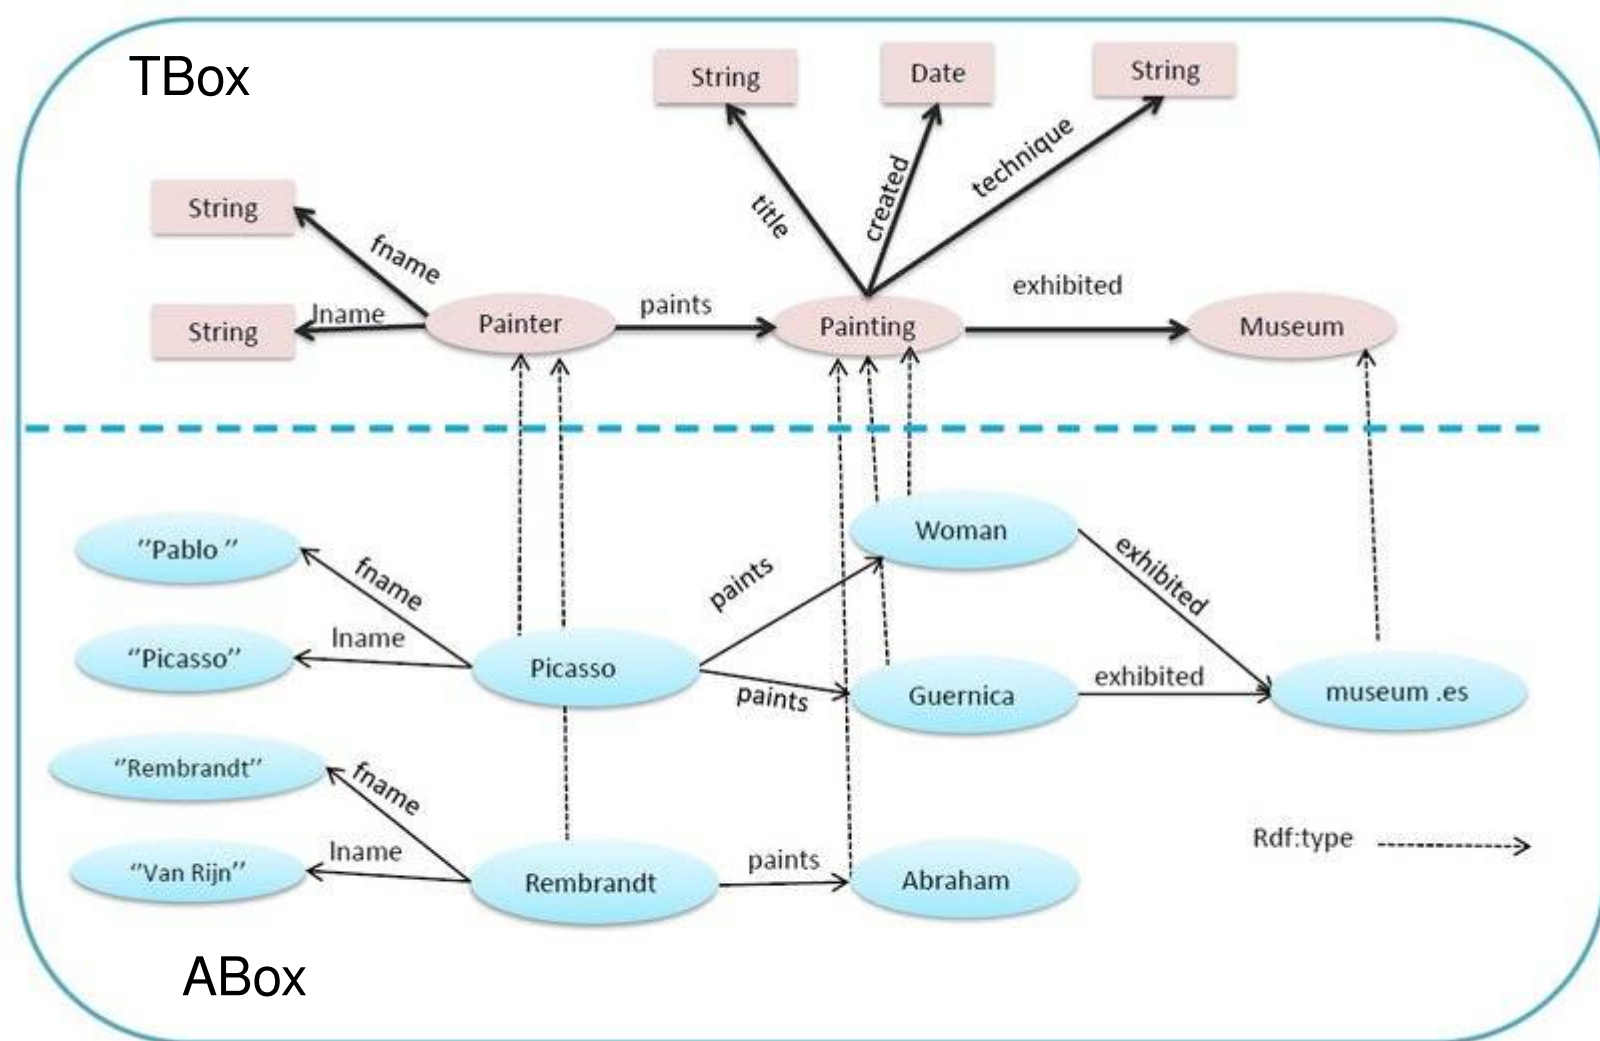 TBox
String
Date
String
title
created
technique
String
fname
String
lname
Painter
paints
Painting
exhibited
Museum
"Pablo "
fname
"Picasso"
lname
Picasso
paints
paints
Woman
exhibited
Guernica
exhibited
museum .es
"Rembrandt"
fname
"Van Rijn"
lname
Rembrandt
paints
Abraham
Rdf:type
ABox